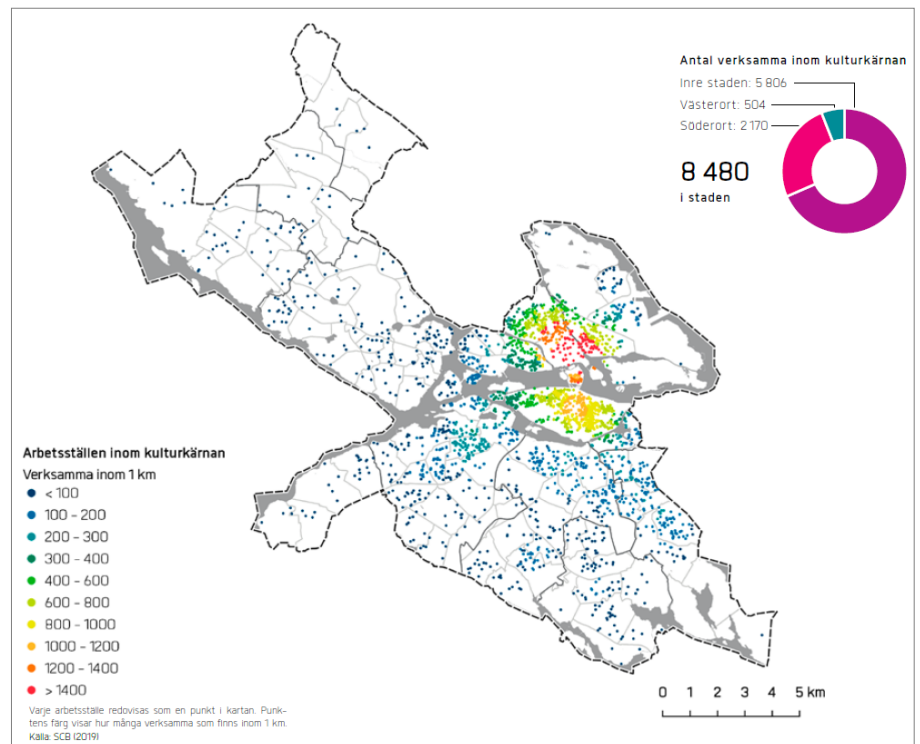 Antal verksamma inom kulturkärnan
Inre staden: 5 806
Västerort: 504
Söderort: 2 170
8 480
i staden
Arbetsställen inom kulturkärnan
Verksamma inom 1 km
< 100
100 - 200
200 - 300
300 - 400
400 - 600
600 - 800
800 - 1000
1000 - 1200
1200 - 1400
> 1400
Varje arbetsställe redovisas som en punkt i kartan. Punk-
tens färg visar hur många verksamma som finns inom 1 km.
Källa: SCB (2019)
0 1 2 3 4 5 km